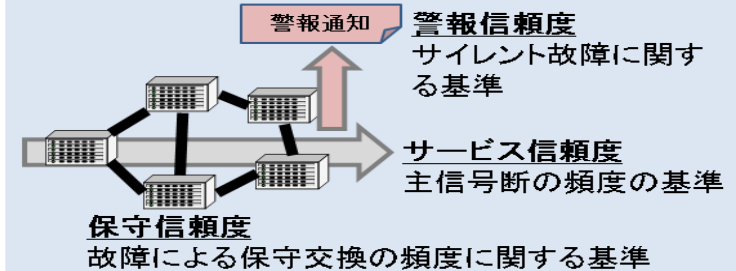 警報通知
警報信頼度
サイレント故障に関す
る基準
サービス信頼度
主信号断の頻度の基準
保守信頼度
故障による保守交換の頻度に関する基準